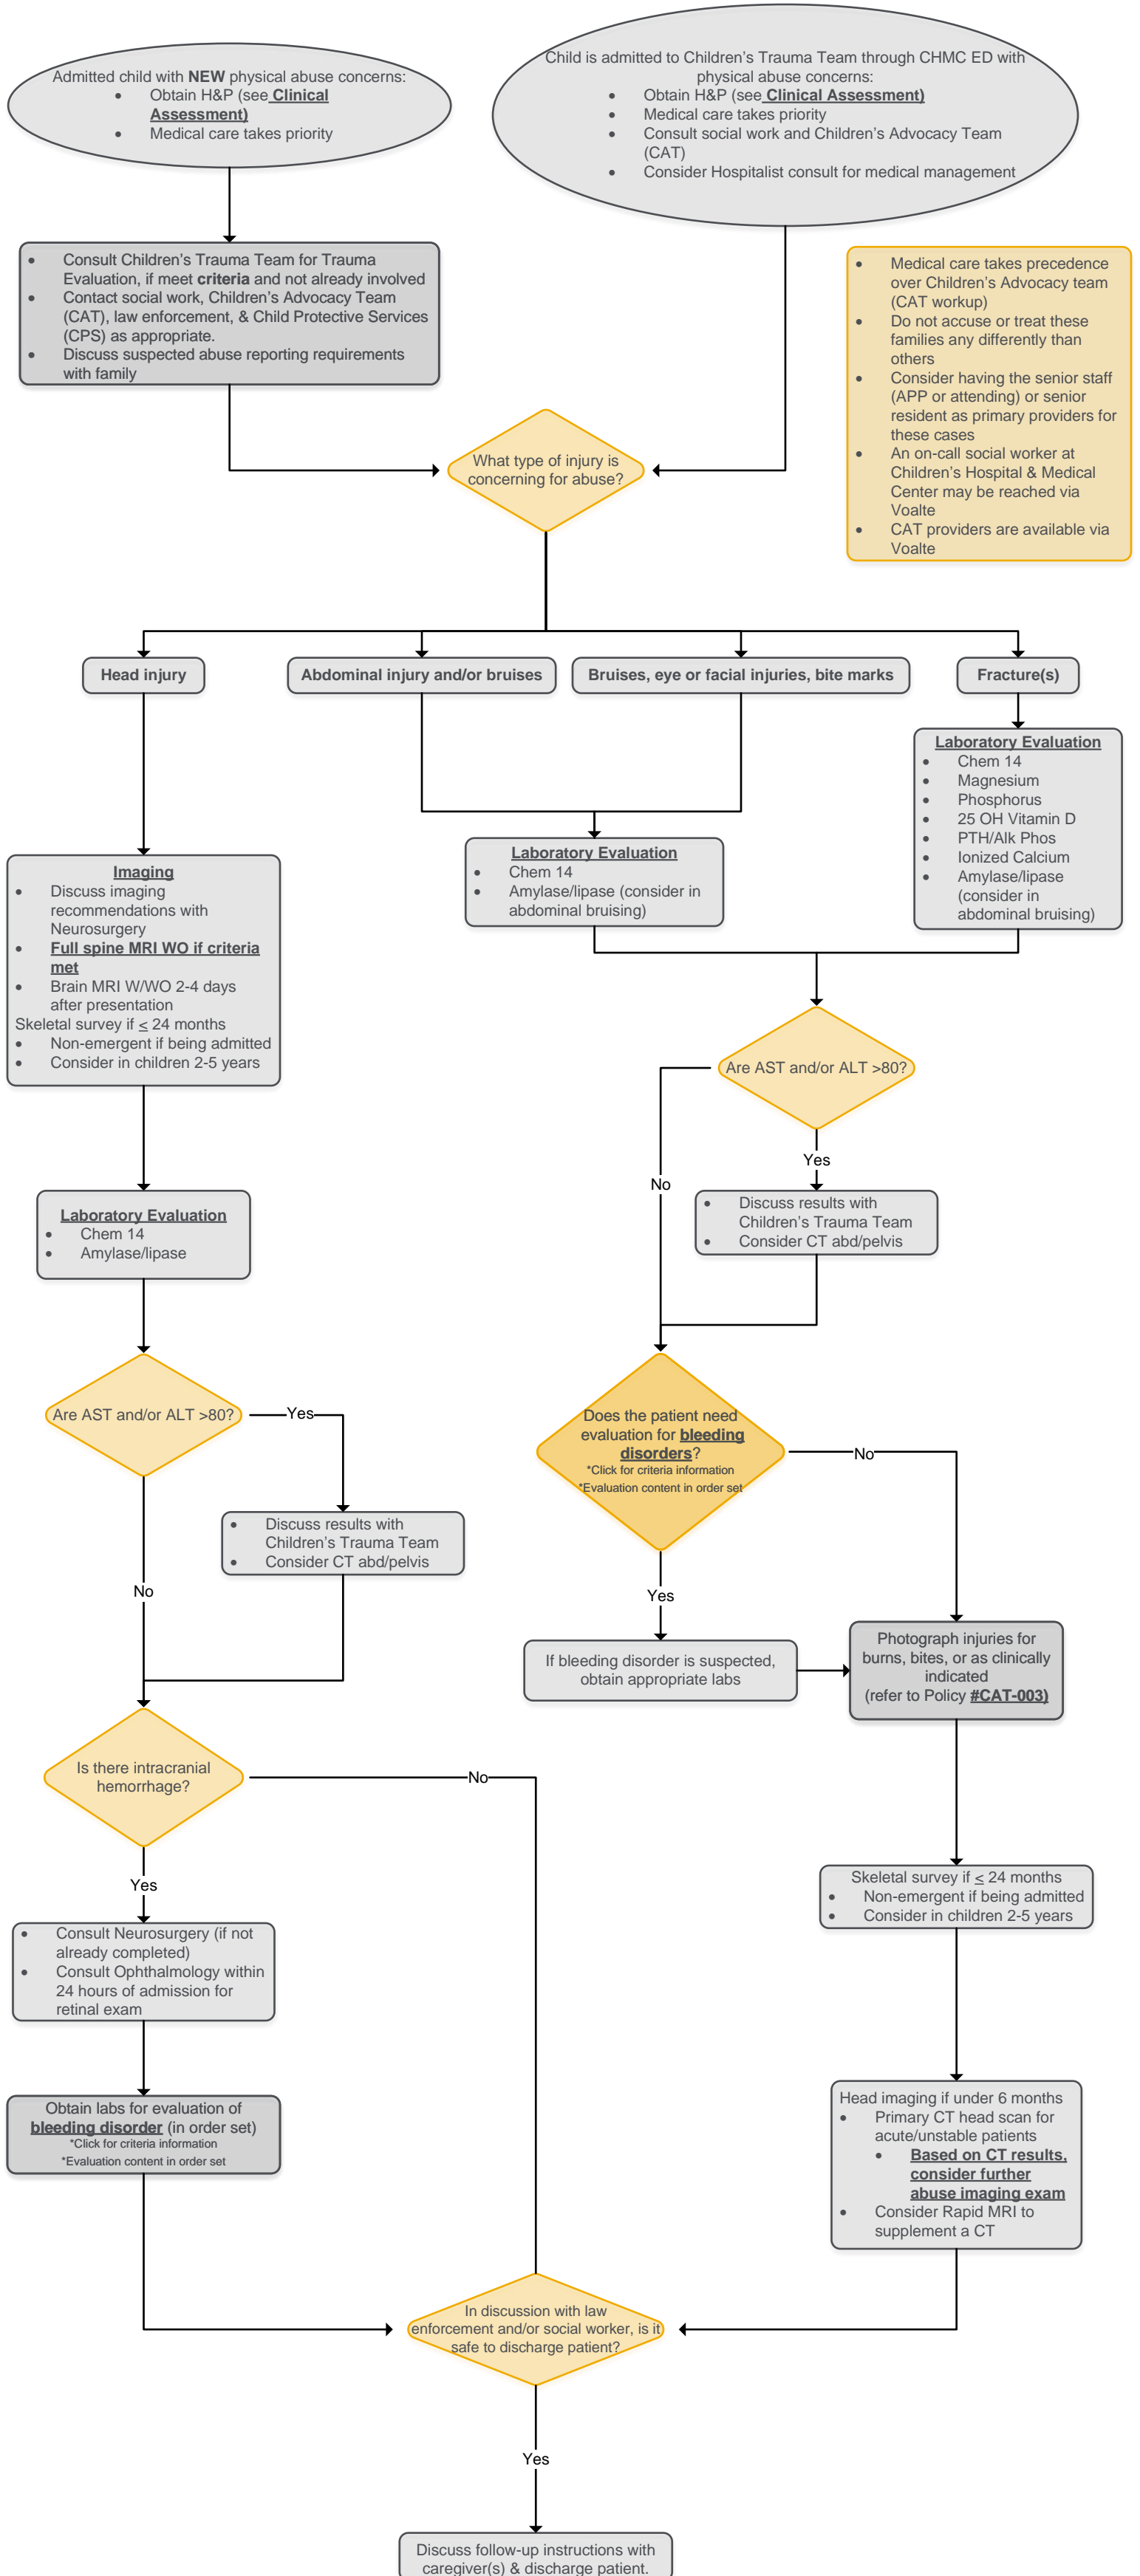 Admitted child with NEW physical abuse concerns:
• Obtain H&P (see Clinical
Assessment)
• Medical care takes priority
Child is admitted to Children's Trauma Team through CHMC ED with
physical abuse concerns:
• Obtain H&P (see Clinical Assessment)
• Medical care takes priority
• Consult social work and Children's Advocacy Team
(CAT)
• Consider Hospitalist consult for medical management
• Consult Children's Trauma Team for Trauma
Evaluation, if meet criteria and not already involved
• Contact social work, Children's Advocacy Team
(CAT), law enforcement, & Child Protective Services
(CPS) as appropriate.
• Discuss suspected abuse reporting requirements
with family
• Medical care takes precedence
over Children's Advocacy team
(CAT workup)
• Do not accuse or treat these
families any differently than
others
• Consider having the senior staff
(APP or attending) or senior
resident as primary providers for
these cases
• An on-call social worker at
Children's Hospital & Medical
Center may be reached via
Voalte
• CAT providers are available via
Voalte
What type of injury is
concerning for abuse?
Head injury
Abdominal injury and/or bruises
Bruises, eye or facial injuries, bite marks
Fracture(s)
Laboratory Evaluation
• Chem 14
• Magnesium
• Phosphorus
• 25 OH Vitamin D
• PTH/Alk Phos
• Ionized Calcium
• Amylase/lipase
(consider in
abdominal bruising)
Laboratory Evaluation
• Chem 14
• Amylase/lipase (consider in
abdominal bruising)
Imaging
• Discuss imaging
recommendations with
Neurosurgery
• Full spine MRI WO if criteria
met
• Brain MRI W/WO 2-4 days
after presentation
Skeletal survey if ≤ 24 months
• Non-emergent if being admitted
• Consider in children 2-5 years
Are AST and/or ALT >80?
Yes
No
• Discuss results with
Children's Trauma Team
• Consider CT abd/pelvis
Laboratory Evaluation
• Chem 14
• Amylase/lipase
Are AST and/or ALT >80?
Yes
No
• Discuss results with
Children's Trauma Team
• Consider CT abd/pelvis
Does the patient need
evaluation for bleeding
disorders?
*Click for criteria information
*Evaluation content in order set
No
Yes
If bleeding disorder is suspected,
obtain appropriate labs
Photograph injuries for
burns, bites, or as clinically
indicated
(refer to Policy #CAT-003)
Is there intracranial
hemorrhage?
No
Yes
• Consult Neurosurgery (if not
already completed)
• Consult Ophthalmology within
24 hours of admission for
retinal exam
Skeletal survey if ≤ 24 months
• Non-emergent if being admitted
• Consider in children 2-5 years
Obtain labs for evaluation of
bleeding disorder (in order set)
*Click for criteria information
*Evaluation content in order set
Head imaging if under 6 months
• Primary CT head scan for
acute/unstable patients
• Based on CT results,
consider further
abuse imaging exam
• Consider Rapid MRI to
supplement a CT
In discussion with law
enforcement and/or social worker, is it
safe to discharge patient?
Yes
Discuss follow-up instructions with
caregiver(s) & discharge patient.